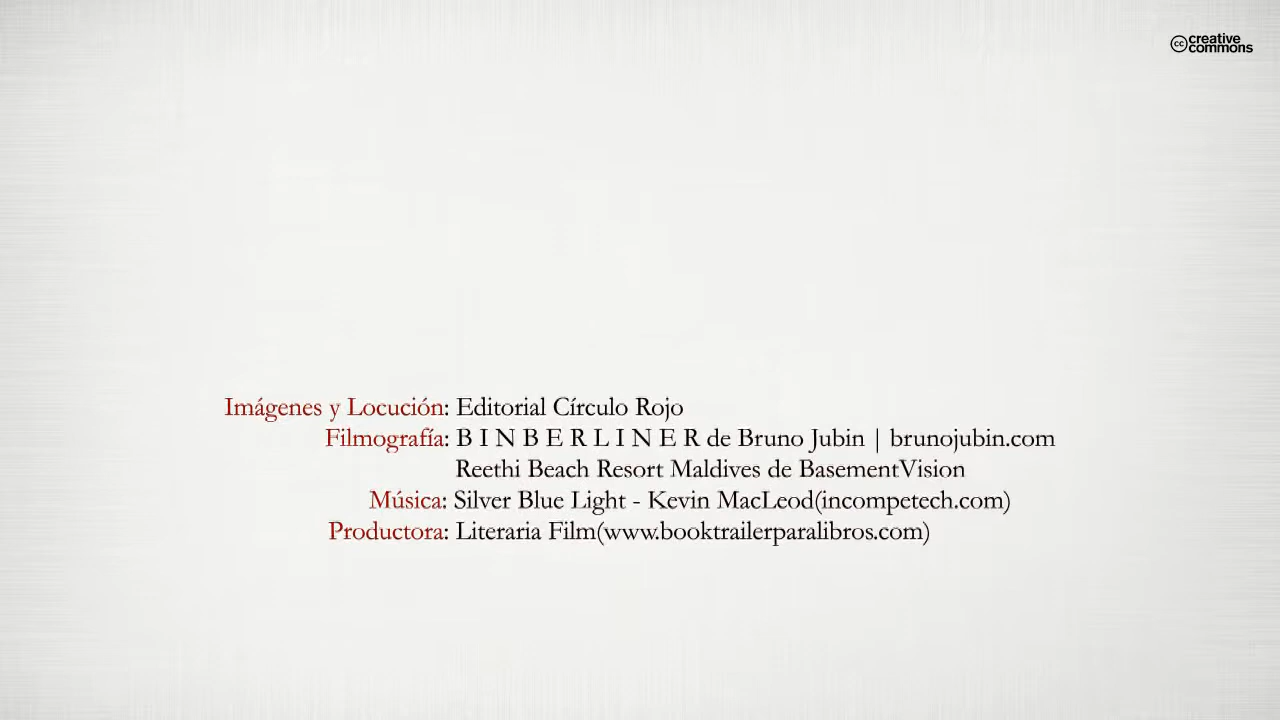 cc creative
commons
Imágenes y Locución: Editorial Círculo Rojo
Filmografía: B I N B E R L I N E R de Bruno Jubin | brunojubin.com
Reethi Beach Resort Maldives de BasementVision
Música: Silver Blue Light - Kevin MacLeod(incompetech.com)
Productora: Literaria Film(www.booktrailerparalibros.com)